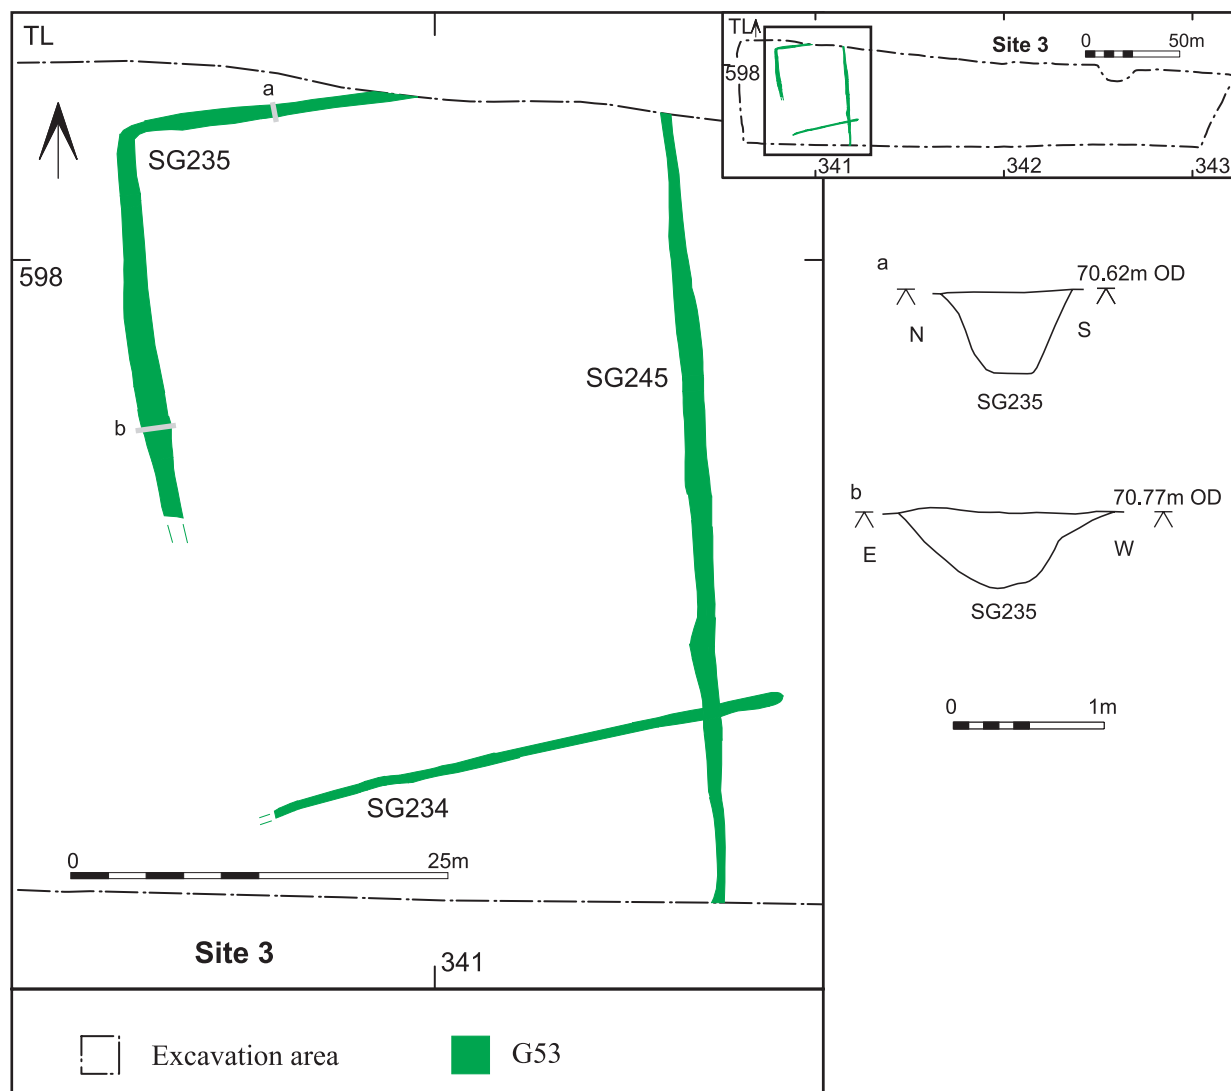 TL
a
SG235
598
SG245
b
SG234
0 25m
Site 3
341
TL
Site 3
0 50m
598
341 342 343
a
70.62m OD
N S
SG235
b
70.77m OD
E W
SG235
0 1m
Excavation area G53